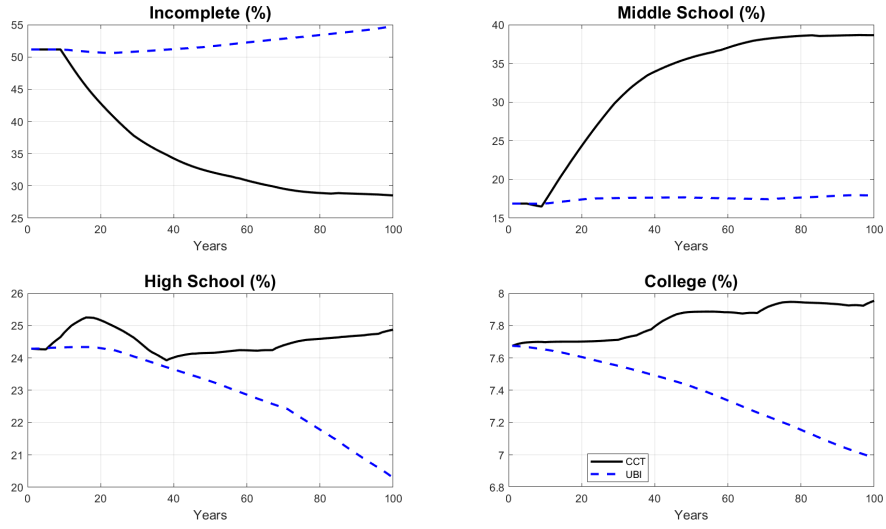 Incomplete (%)
55
50
45
40
35
30
25
0 20 40 60 80 100
Years
Middle School (%)
40
35
30
25
20
15
0 20 40 60 80 100
Years
High School (%)
26
25
24
23
22
21
20
0 20 40 60 80 100
Years
College (%)
8
7.8
7.6
7.4
7.2
7
6.8
CCT
UBI
0 20 40 60 80 100
Years